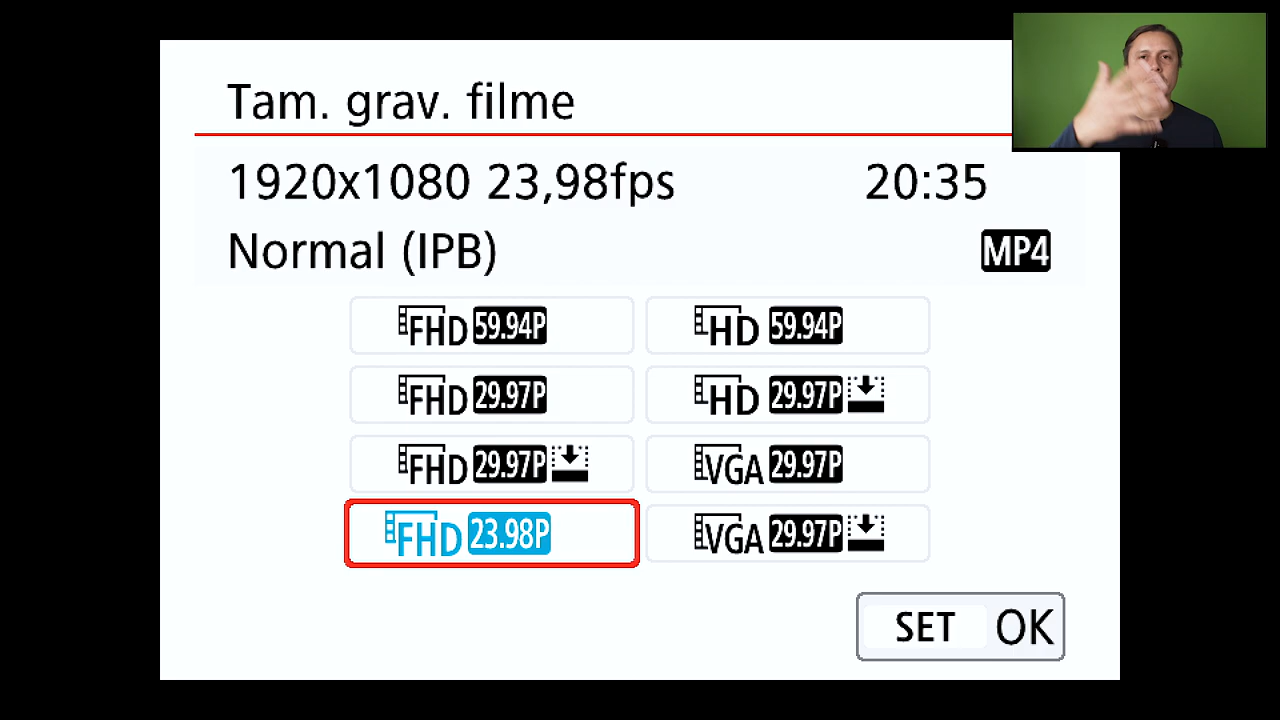 Tam. grav. filme
1920x1080 23,98fps 20:35
Normal (IPB) MP4
FHD 59.94P HD 59.94P
FHD 29.97P HD 29.97P
FHD 29.97P VGA 29.97P
FHD 23.98P VGA 29.97P
SET OK